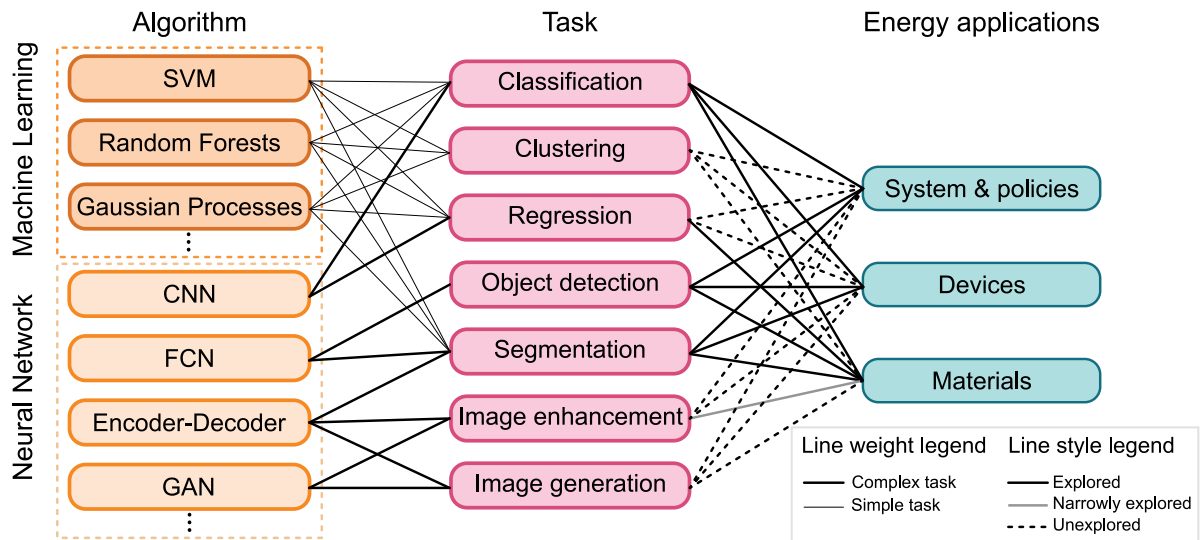 Algorithm
Task
Energy applications
Machine Learning
SVM
Random Forests
Gaussian Processes
Neural Network
CNN
FCN
Encoder-Decoder
GAN
Classification
Clustering
Regression
Object detection
Segmentation
Image enhancement
Image generation
System & policies
Devices
Materials
Line weight legend
Complex task
Simple task
Line style legend
Explored
Narrowly explored
Unexplored